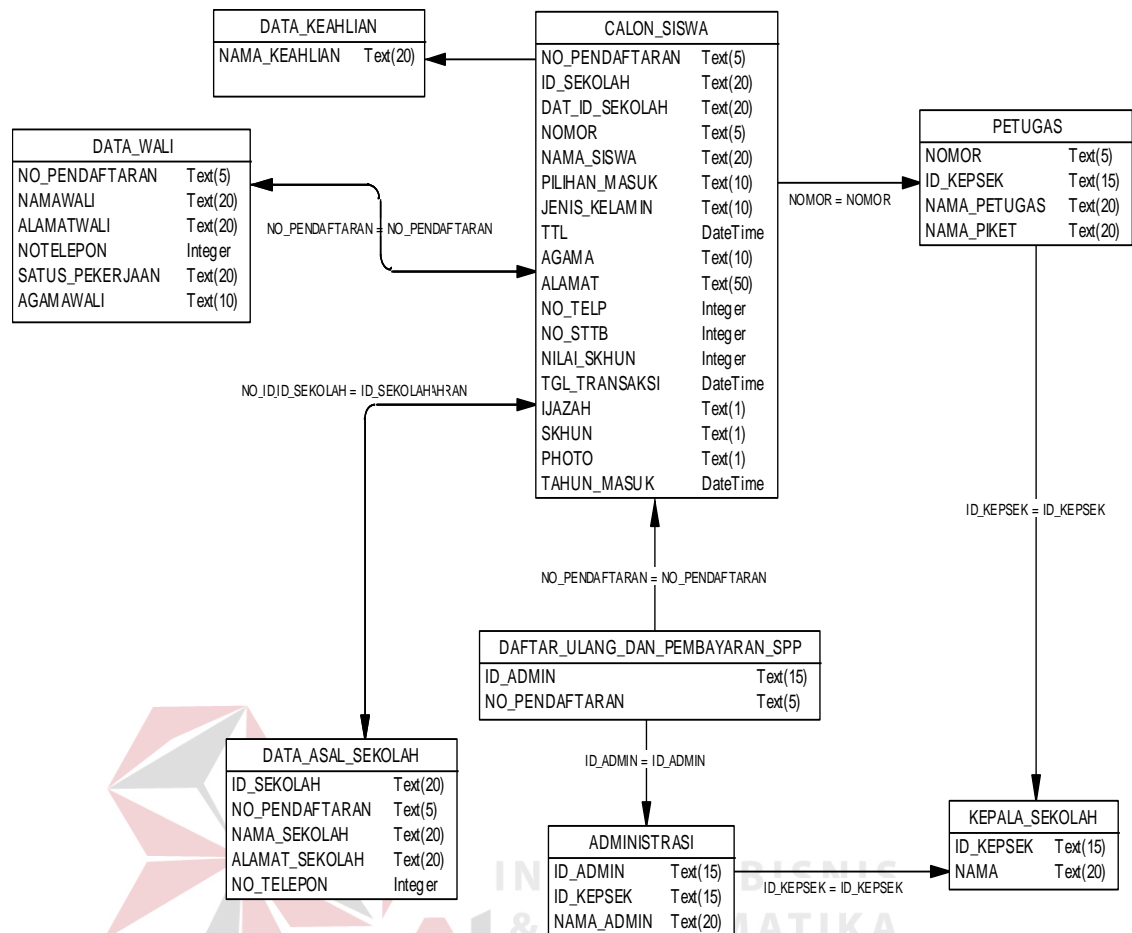 DATA_KEAHLIAN
NAMA_KEAHLIAN Text(20)
CALON_SISWA
NO_PENDAFTARAN Text(5)
ID_SEKOLAH Text(20)
DAT_ID_SEKOLAH Text(20)
NOMOR Text(5)
NAMA_SISWA Text(20)
PILIHAN_MASUK Text(10)
JENIS_KELAMIN Text(10)
TTL DateTime
AGAMA Text(10)
ALAMAT Text(50)
NO_TELP Integer
NO_STTB Integer
NILAI_SKHUN Integer
TGL_TRANSAKSI DateTime
IJAZAH Text(1)
SKHUN Text(1)
PHOTO Text(1)
TAHUN_MASUK DateTime
PETUGAS
NOMOR Text(5)
ID_KEPSEK Text(15)
NAMA_PETUGAS Text(20)
NAMA_PIKET Text(20)
DATA_WALI
NO_PENDAFTARAN Text(5)
NAMAWALI Text(20)
ALAMATWALI Text(20)
NOTELEPON Integer
SATUS_PEKERJAAN Text(20)
AGAMAWALI Text(10)
NO_PENDAFTARAN = NO_PENDAFTARAN
NOMOR = NOMOR
ID_SEKOLAH = ID_SEKOLAH
ID_KEPSEK = ID_KEPSEK
NO_PENDAFTARAN = NO_PENDAFTARAN
DAFTAR_ULANG_DAN_PEMBAYARAN_SPP
ID_ADMIN Text(15)
NO_PENDAFTARAN Text(5)
ID_ADMIN = ID_ADMIN
DATA_ASAL_SEKOLAH
ID_SEKOLAH Text(20)
NO_PENDAFTARAN Text(5)
NAMA_SEKOLAH Text(20)
ALAMAT_SEKOLAH Text(20)
NO_TELEPON Integer
ADMINISTRASI
ID_ADMIN Text(15)
ID_KEPSEK Text(15)
NAMA_ADMIN Text(20)
ID_KEPSEK = ID_KEPSEK
KEPALA_SEKOLAH
ID_KEPSEK Text(15)
NAMA Text(20)